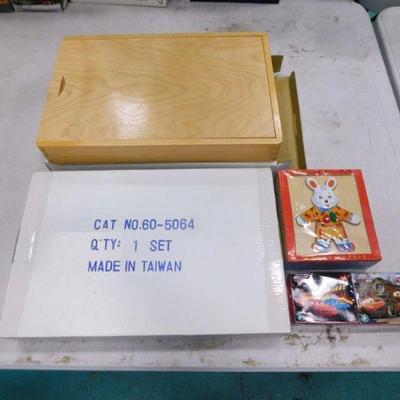 CAT NO.60-5064
Q'TY: 1 SET
MADE IN TAIWAN